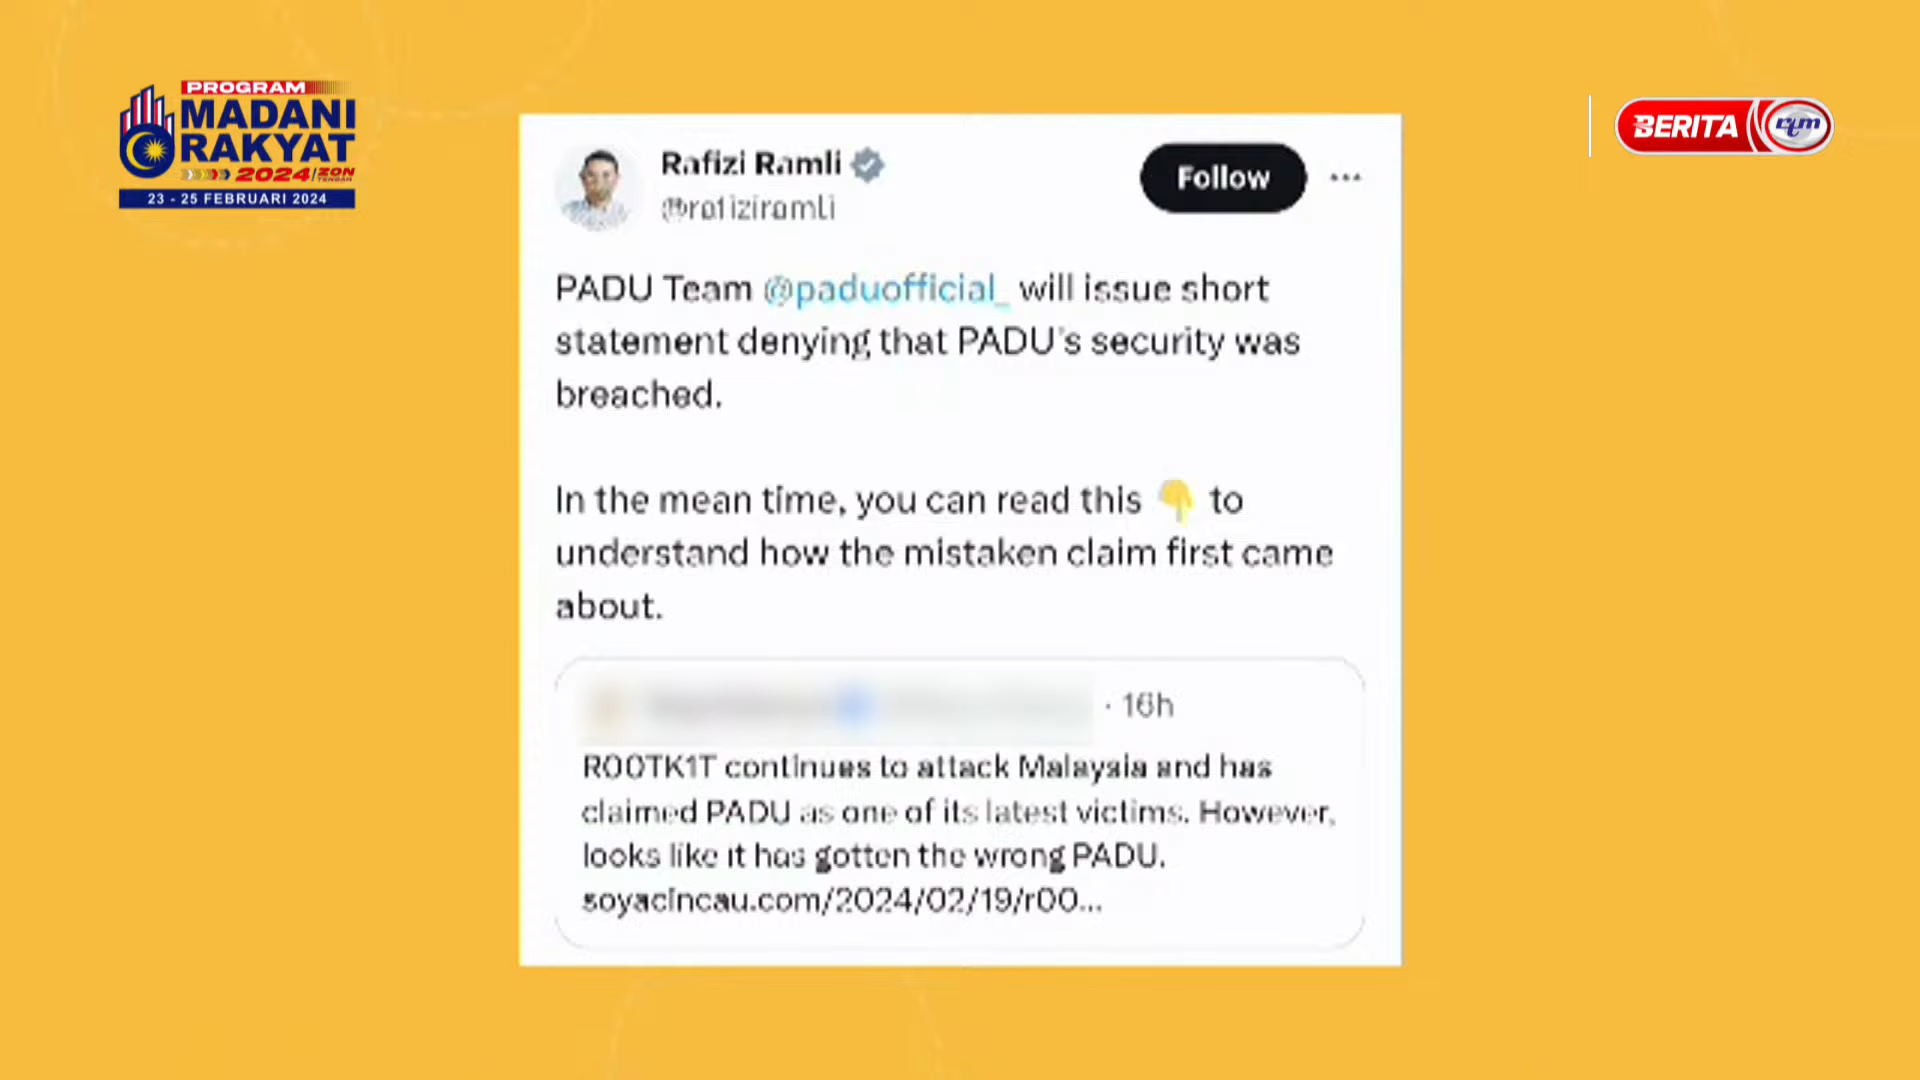 PROGRAM
MADANI
RAKYAT
2024/ZON
TENGAH
23 - 25 FEBRUARI 2024
BERITA rtm
Rafizi Ramli
@rafiziramli
Follow
PADU Team @paduofficial_ will issue short
statement denying that PADU's security was
breached.
In the mean time, you can read this 👇 to
understand how the mistaken claim first came
about.
· 16h
R00TK1T continues to attack Malaysia and has
claimed PADU as one of its latest victims. However,
looks like it has gotten the wrong PADU.
soyacincau.com/2024/02/19/r00...